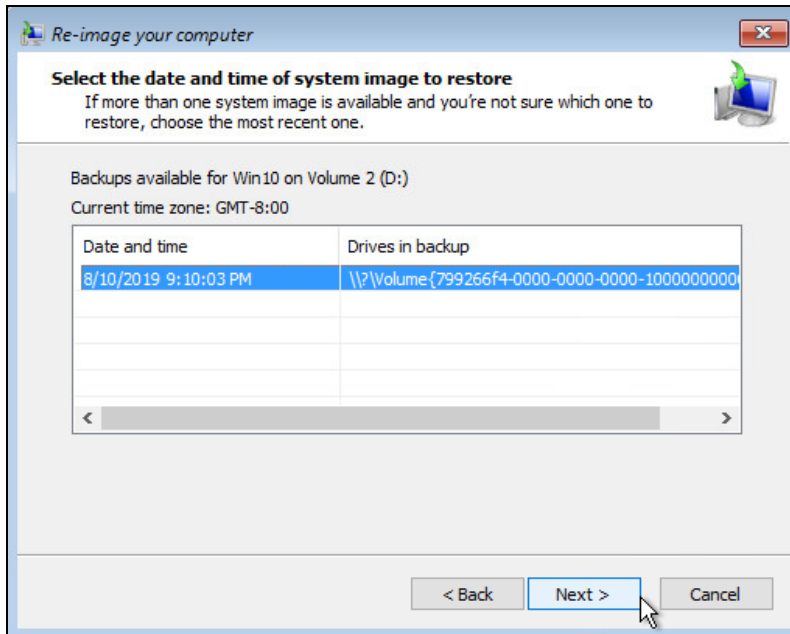 Re-image your computer
Select the date and time of system image to restore
If more than one system image is available and you're not sure which one to
restore, choose the most recent one.
Backups available for Win10 on Volume 2 (D:)
Current time zone: GMT-8:00
Date and time Drives in backup
8/10/2019 9:10:03 PM \\?\Volume{799266f4-0000-0000-0000-10000000000
< Back Next > Cancel